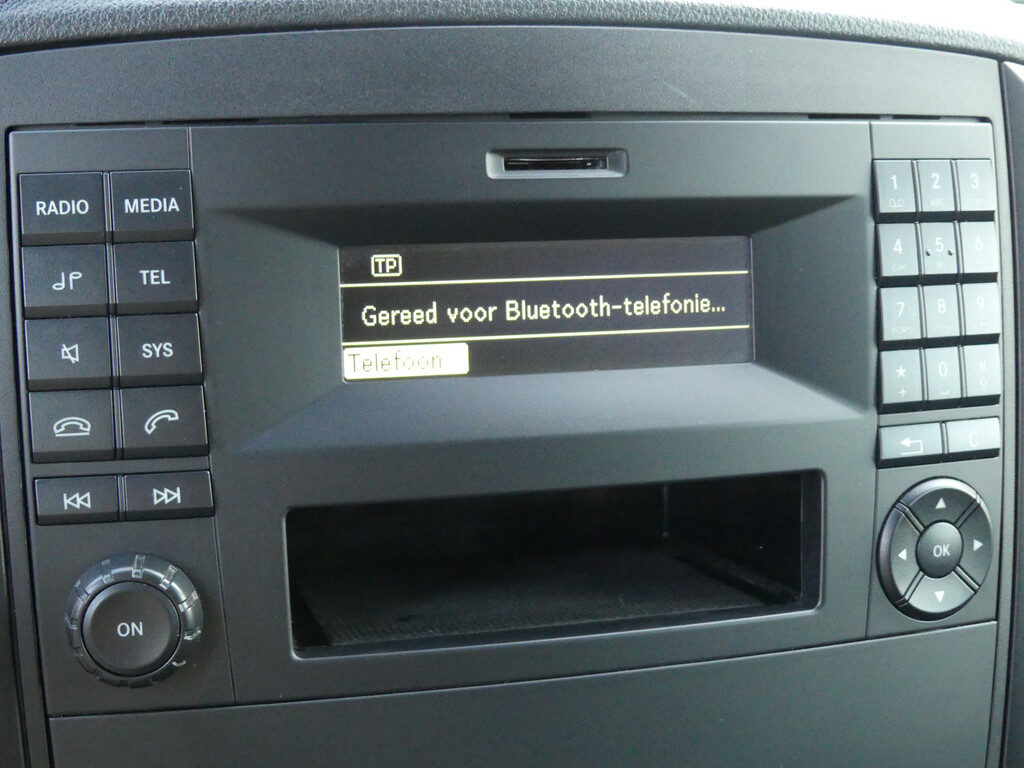 RADIO MEDIA
TEL
SYS
ON
TP
Gereed voor Bluetooth-telefonie...
Telefoon
1 2 3
4 5 6
7 8 9
* 0 #
+
C
OK